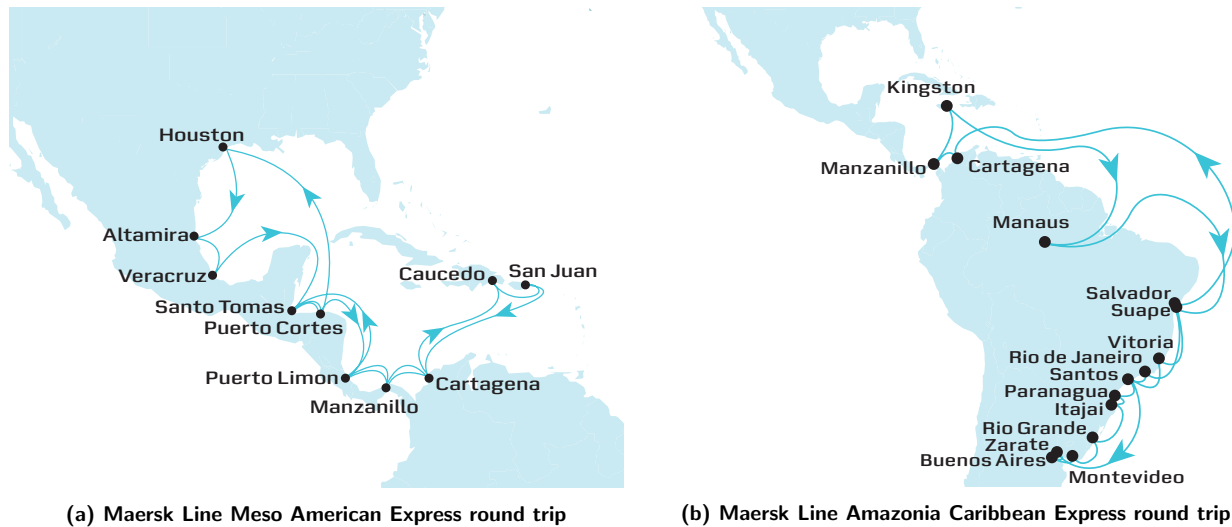 Houston
Altamira
Veracruz
Santo Tomas
Puerto Cortes
Caucedo
San Juan
Puerto Limon
Manzanillo
Cartagena
(a) Maersk Line Meso American Express round trip
Kingston
Manzanillo
Cartagena
Manaus
Salvador
Suape
Vitoria
Rio de Janeiro
Santos
Paranagua
Itajai
Rio Grande
Zarate
Buenos Aires
Montevideo
(b) Maersk Line Amazonia Caribbean Express round trip